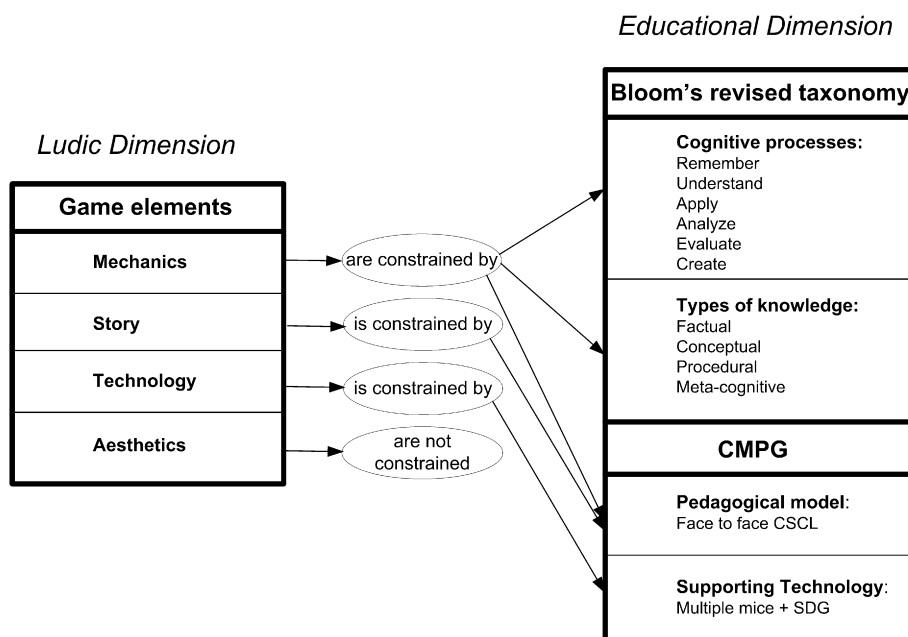 Educational Dimension
Bloom's revised taxonomy
Ludic Dimension
Cognitive processes:
Remember
Understand
Apply
Analyze
Evaluate
Create
Game elements
Mechanics
are constrained by
Types of knowledge:
Factual
Conceptual
Procedural
Meta-cognitive
Story
is constrained by
Technology
is constrained by
Aesthetics
are not
constrained
CMPG
Pedagogical model:
Face to face CSCL
Supporting Technology:
Multiple mice + SDG